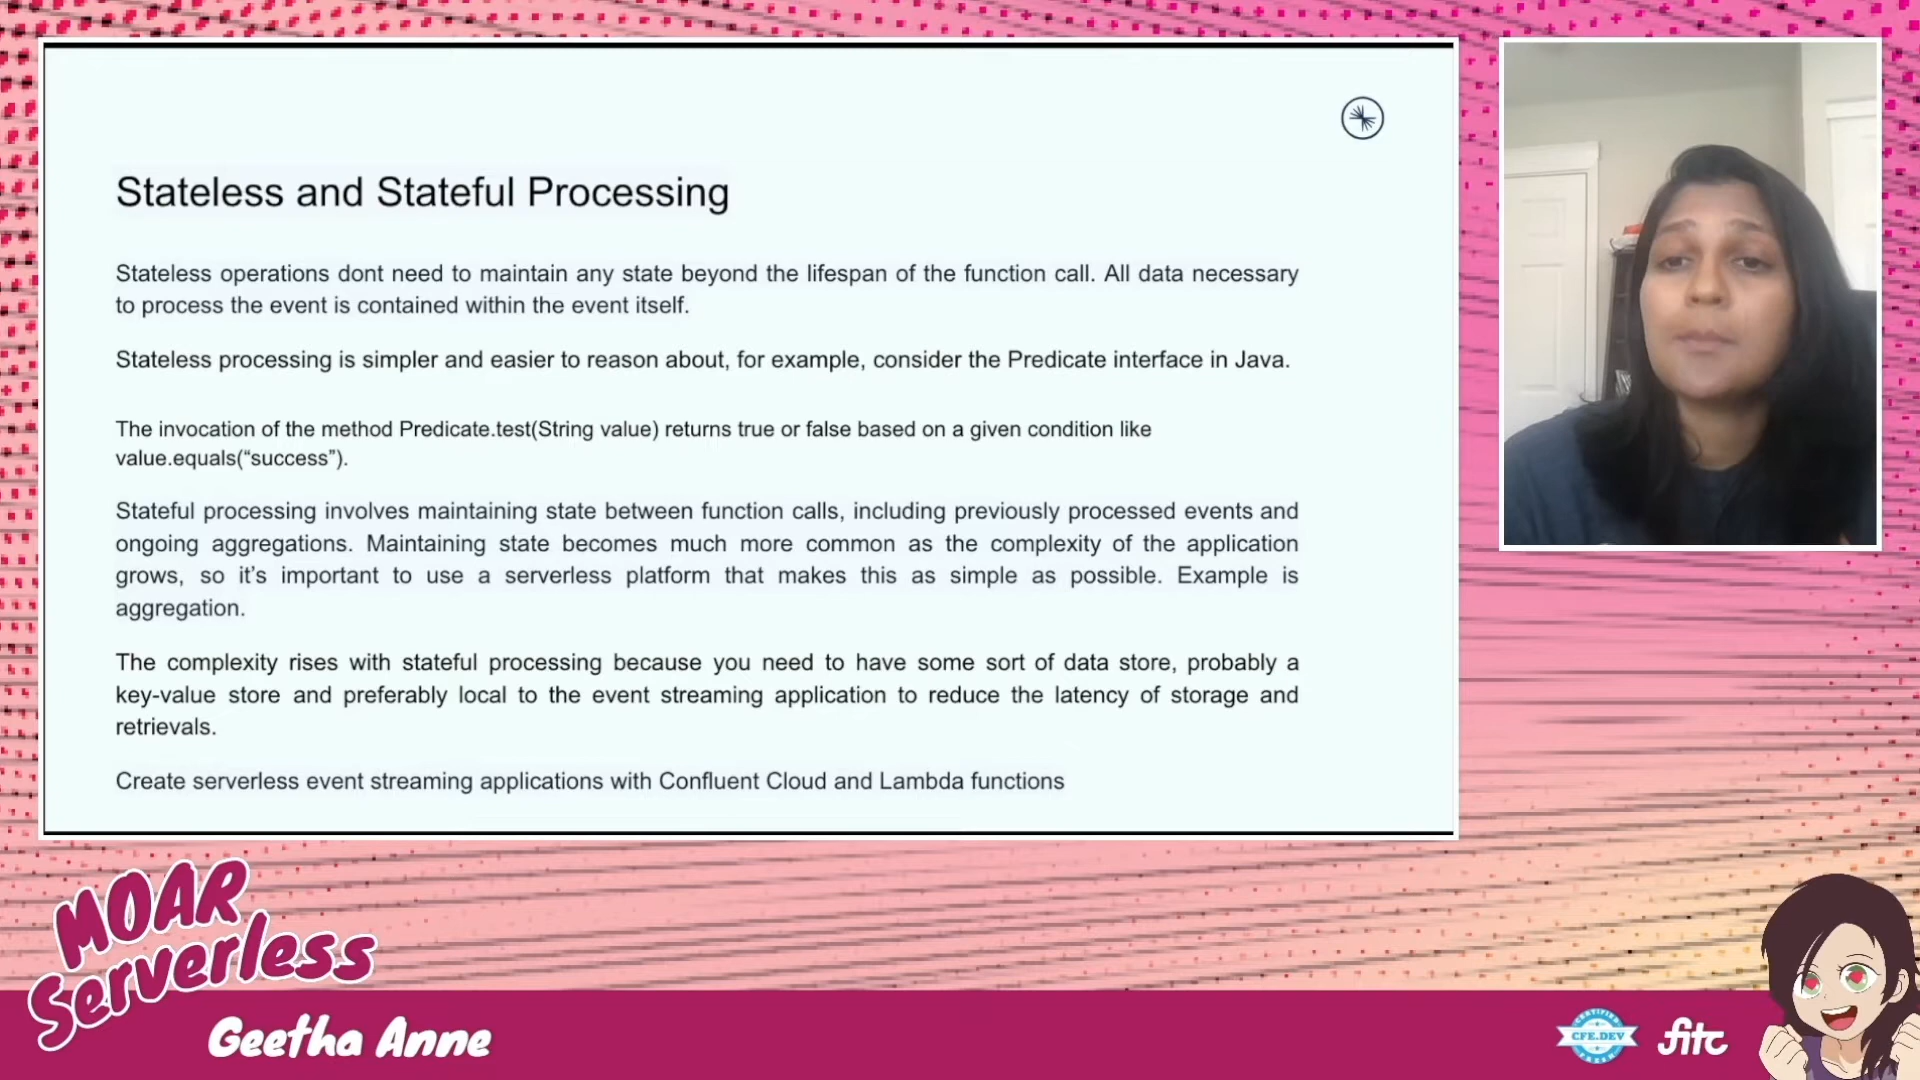 Stateless and Stateful Processing
Stateless operations dont need to maintain any state beyond the lifespan of the function call. All data necessary
to process the event is contained within the event itself.
Stateless processing is simpler and easier to reason about, for example, consider the Predicate interface in Java.
The invocation of the method Predicate.test(String value) returns true or false based on a given condition like
value.equals(“success”).
Stateful processing involves maintaining state between function calls, including previously processed events and
ongoing aggregations. Maintaining state becomes much more common as the complexity of the application
grows, so it’s important to use a serverless platform that makes this as simple as possible. Example is
aggregation.
The complexity rises with stateful processing because you need to have some sort of data store, probably a
key-value store and preferably local to the event streaming application to reduce the latency of storage and
retrievals.
Create serverless event streaming applications with Confluent Cloud and Lambda functions
MOAR
Serverless
Geetha Anne
CERTIFIED
CFE.DEV
FRESH
fitc